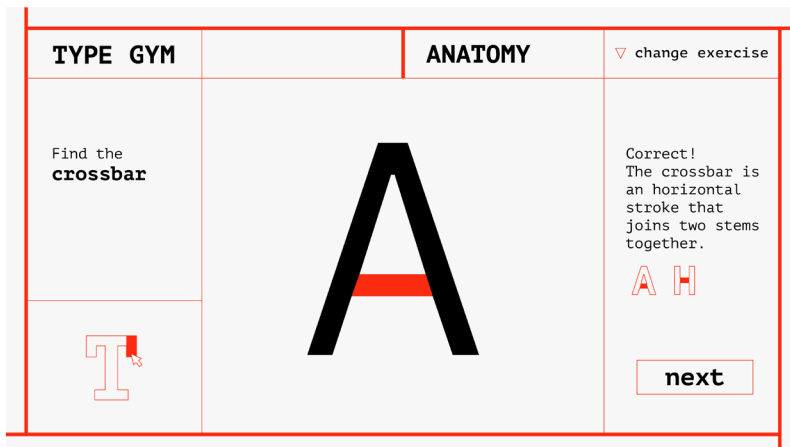 TYPE GYM
ANATOMY
▽ change exercise
Find the
crossbar
A
Correct!
The crossbar is
an horizontal
stroke that
joins two stems
together.
A H
T
next